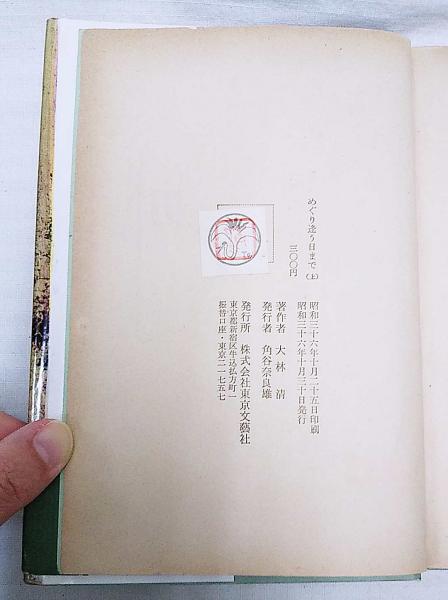 めぐり逢う日まで（上）
三〇〇円
昭和三十六年十月二十五日印刷
昭和三十六年十月三十日発行
著作者 大林清
発行者 角谷奈良雄
発行所 株式会社東京文藝社
東京都新宿区牛込払方町一
振替口座・東京二一七五七